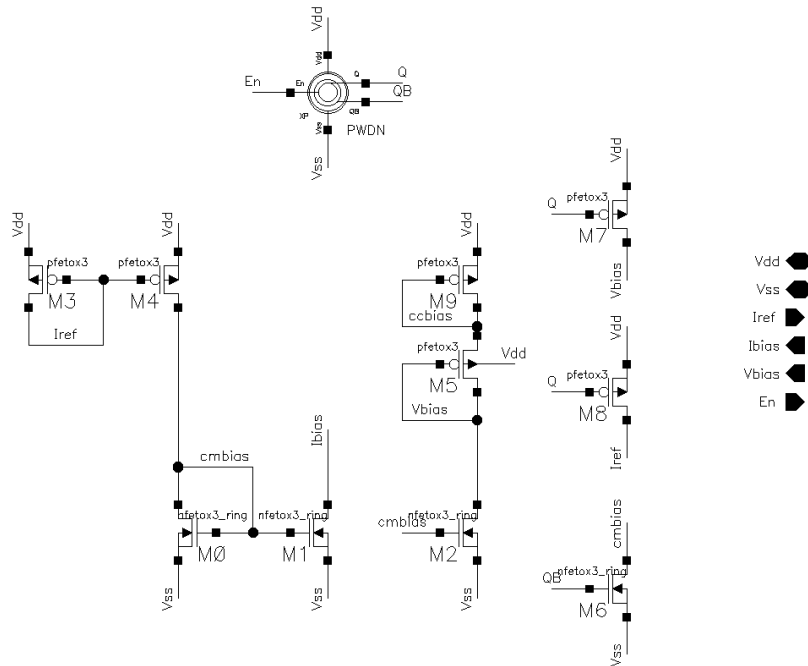 Vdd
Vdd
Q
Q
En
En
QB
XP
QB
Vss
PWDN
Vss
Vdd
pfetox3
Q
M7
Vbias
Vdd
pfetox3
M3
Iref
Vdd
pfetox3
M4
Vdd
pfetox3
M9
ccbias
pfetox3
Vdd
M5
Vbias
Vdd
pfetox3
Q
M8
Iref
Vdd
Vss
Iref
Ibias
Vbias
En
Ibias
cmbias
nfetox3_ring
M0
Vss
nfetox3_ring
M1
Vss
nfetox3_ring
cmbias
M2
Vss
cmbias
nfetox3_ring
QB
M6
Vss